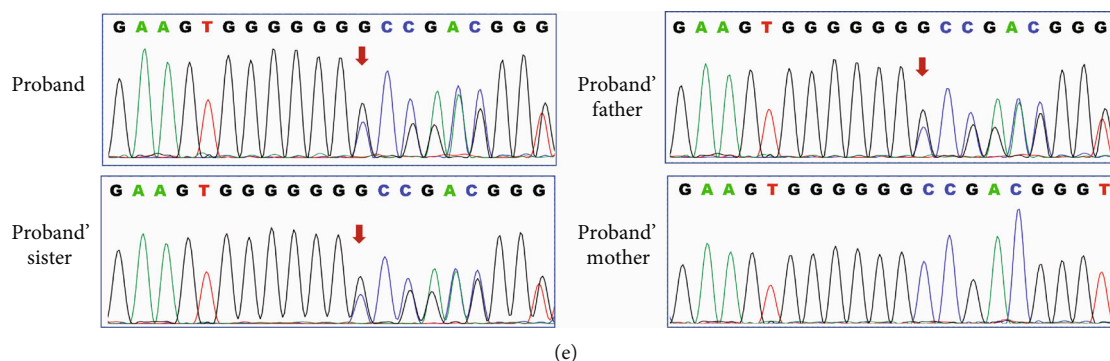 G A A G T G G G G G G G C C G A C G G G
Proband
G A A G T G G G G G G G C C G A C G G G
Proband’
father
G A A G T G G G G G G G C C G A C G G G
Proband’
sister
G A A G T G G G G G G C C G A C G G G T
Proband’
mother
(e)